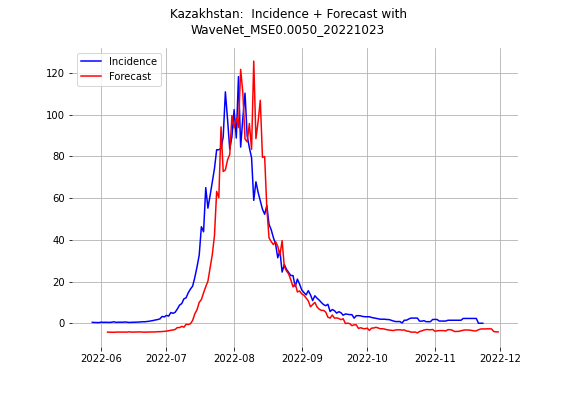 Kazakhstan:  Incidence + Forecast with
WaveNet_MSE0.0050_20221023
Incidence
Forecast
120
100
80
60
40
20
0
2022-06 2022-07 2022-08 2022-09 2022-10 2022-11 2022-12